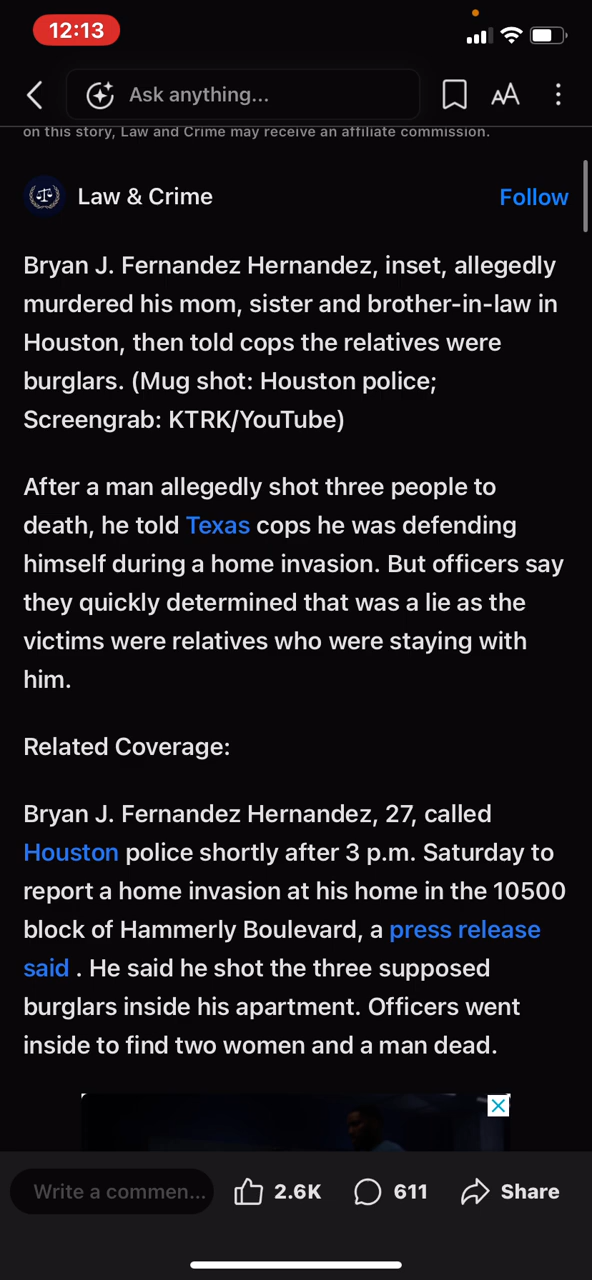 12:13
Ask anything...
AA
on this story, Law and Crime may receive an affiliate commission.
Law & Crime
Follow
Bryan J. Fernandez Hernandez, inset, allegedly
murdered his mom, sister and brother-in-law in
Houston, then told cops the relatives were
burglars. (Mug shot: Houston police;
Screengrab: KTRK/YouTube)
After a man allegedly shot three people to
death, he told Texas cops he was defending
himself during a home invasion. But officers say
they quickly determined that was a lie as the
victims were relatives who were staying with
him.
Related Coverage:
Bryan J. Fernandez Hernandez, 27, called
Houston police shortly after 3 p.m. Saturday to
report a home invasion at his home in the 10500
block of Hammerly Boulevard, a press release
said . He said he shot the three supposed
burglars inside his apartment. Officers went
inside to find two women and a man dead.
Write a commen...
2.6K
611
Share